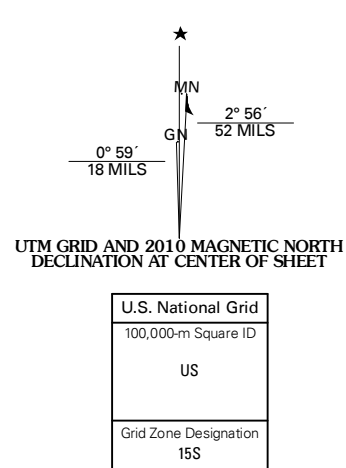 ★
MN
GN
2° 56´
52 MILS
0° 59´
18 MILS
UTM GRID AND 2010 MAGNETIC NORTH
DECLINATION AT CENTER OF SHEET
U.S. National Grid
100,000-m Square ID
US
Grid Zone Designation
15S